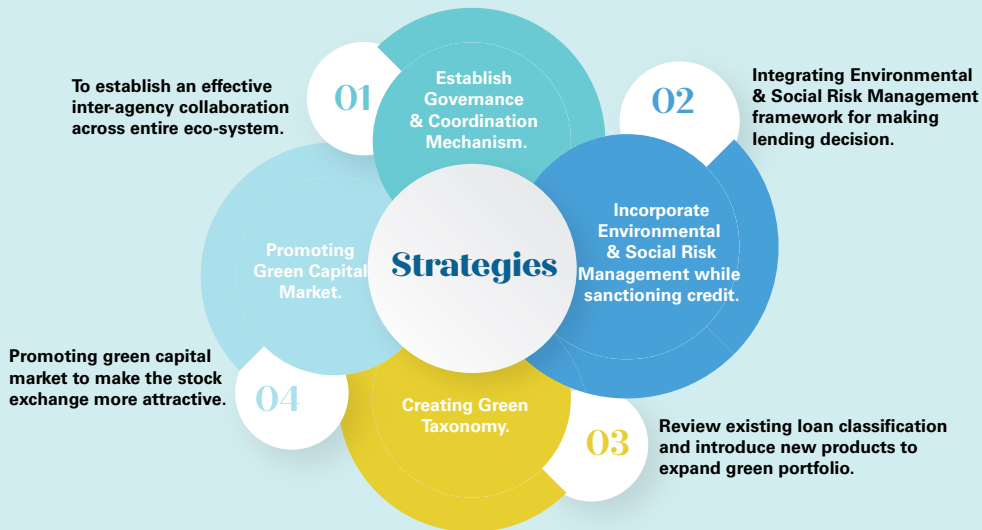 To establish an effective
inter-agency collaboration
across entire eco-system.
01
Establish
Governance
& Coordination
Mechanism.
02
Integrating Environmental
& Social Risk Management
framework for making
lending decision.
Incorporate
Environmental
& Social Risk
Management while
sanctioning credit.
Strategies
Promoting
Green Capital
Market.
Promoting green capital
market to make the stock
exchange more attractive.
04
Creating Green
Taxonomy.
03
Review existing loan classification
and introduce new products to
expand green portfolio.